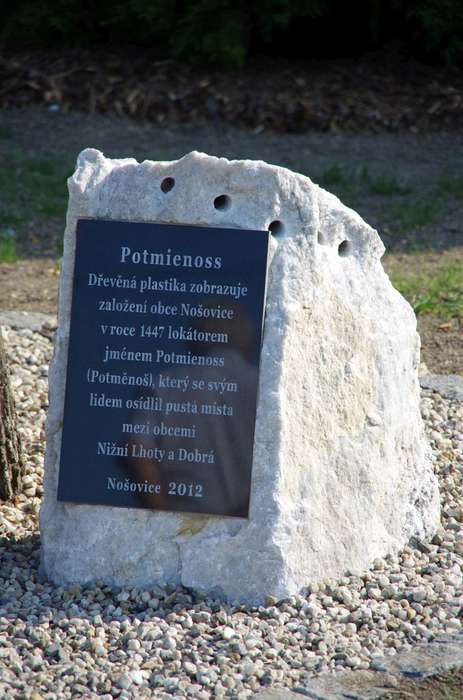 Potmienoss
Dřevěná plastika zobrazuje
založení obce Nošovice
v roce 1447 lokátorem
jménem Potmienoss
(Potměnoš), který se svým
lidem osídlil pustá místa
mezi obcemi
Nižní Lhoty a Dobrá
Nošovice 2012